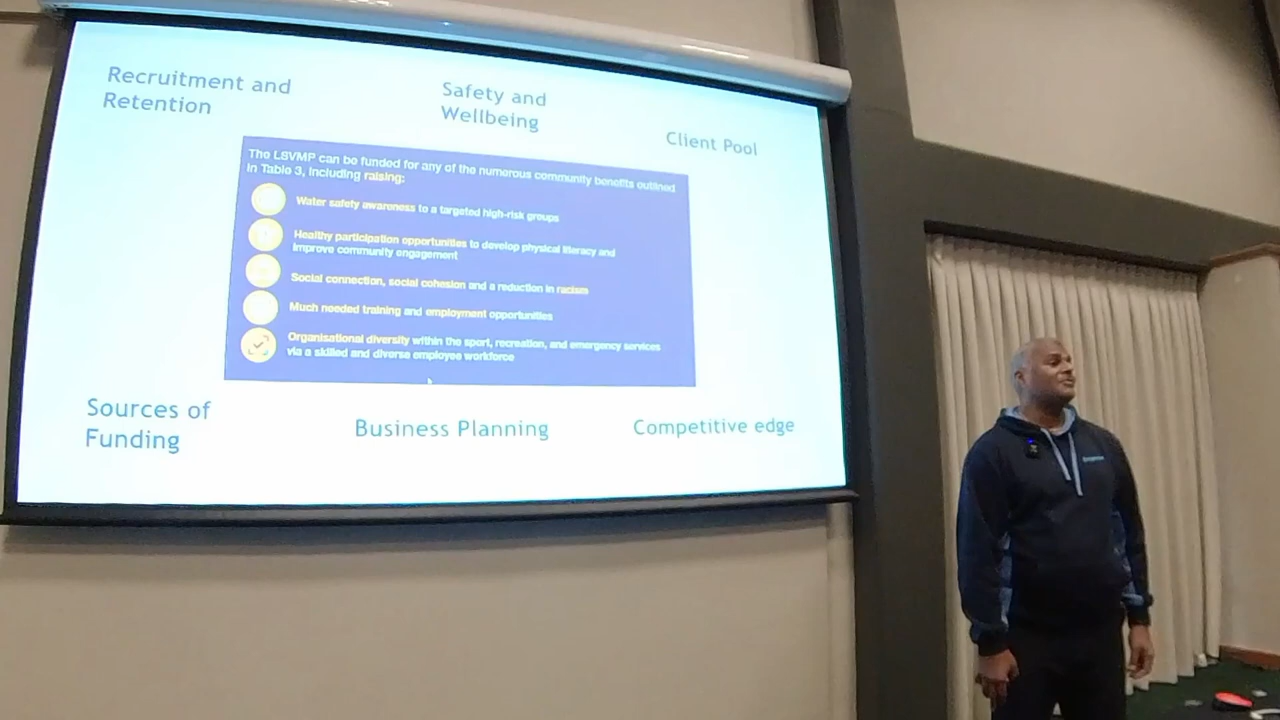 Recruitment and
Retention
Safety and
Wellbeing
Client Pool
The LSVMP can be funded for any of the numerous community benefits outlined
in Table 3, including raising:
Water safety awareness to a targeted high-risk groups
Healthy participation opportunities to develop physical literacy and
improve community engagement
Social connection, social cohesion and a reduction in racism
Much needed training and employment opportunities
Organisational diversity within the sport, recreation, and emergency services
via a skilled and diverse employee workforce
Sources of
Funding
Business Planning
Competitive edge